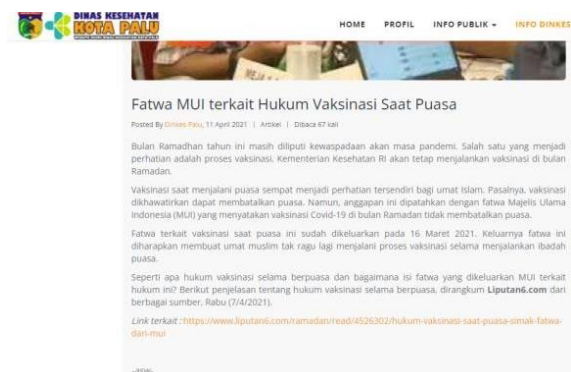 DINAS KESEHATAN
KOTA PALU
HOME PROFIL INFO PUBLIK INFO DINKES
Fatwa MUI terkait Hukum Vaksinasi Saat Puasa
Posted By Dinkes Palu, 11 April 2021 | Artikel | Dibaca 67 kali
Bulan Ramadhan tahun ini masih diliputi kewaspadaan akan masa pandemi. Salah satu yang menjadi
perhatian adalah proses vaksinasi. Kementerian Kesehatan RI akan tetap menjalankan vaksinasi di bulan
Ramadan.
Vaksinasi saat menjalani puasa sempat menjadi perhatian tersendiri bagi umat Islam. Pasalnya, vaksinasi
dikhawatirkan dapat membatalkan puasa. Namun, anggapan ini dipatahkan dengan fatwa Majelis Ulama
Indonesia (MUI) yang menyatakan vaksinasi Covid-19 di bulan Ramadan tidak membatalkan puasa.
Fatwa terkait vaksinasi saat puasa ini sudah dikeluarkan pada 16 Maret 2021. Keluarnya fatwa ini
diharapkan membuat umat muslim tak ragu lagi menjalani proses vaksinasi selama menjalankan ibadah
puasa.
Seperti apa hukum vaksinasi selama berpuasa dan bagaimana isi fatwa yang dikeluarkan MUI terkait
hukum ini? Berikut penjelasan tentang hukum vaksinasi selama berpuasa, dirangkum Liputan6.com dari
berbagai sumber, Rabu (7/4/2021).
Link terkait : https://www.liputan6.com/ramadan/read/4526302/hukum-vaksinasi-saat-puasa-simak-fatwa-
dari-mui